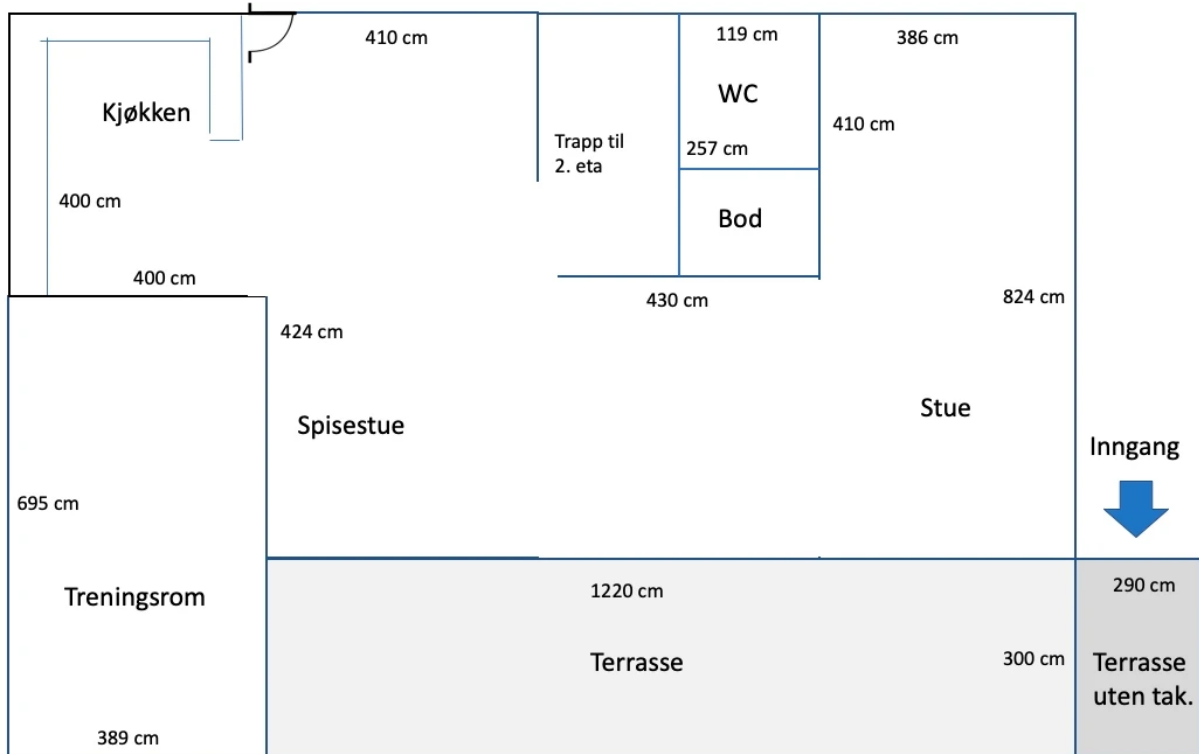 410 cm
119 cm
386 cm
WC
Kjøkken
410 cm
Trapp til
2. eta
257 cm
400 cm
Bod
400 cm
430 cm
824 cm
424 cm
Stue
Spisestue
Inngang
695 cm
1220 cm
290 cm
Treningsrom
Terrasse
300 cm
Terrasse
uten tak.
389 cm